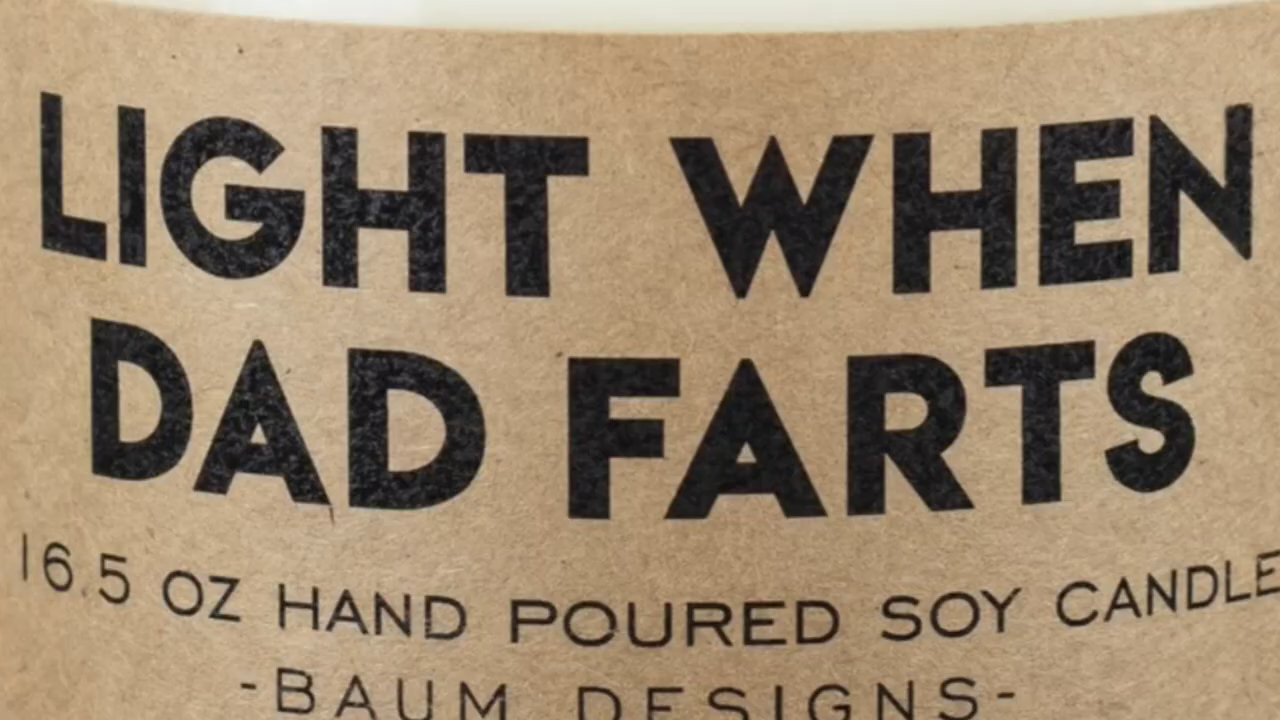 LIGHT WHEN
DAD FARTS
16.5 OZ HAND POURED SOY CANDLE
-BAUM DESIGNS-